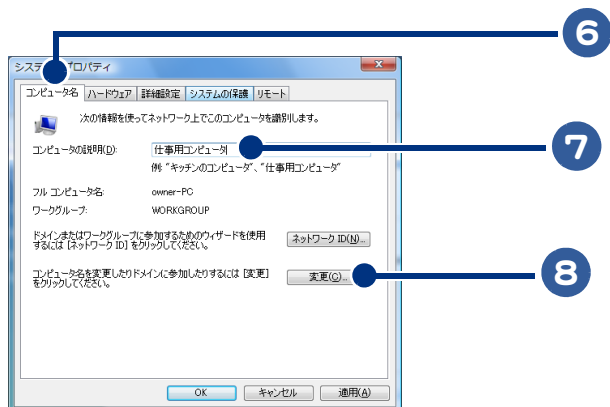 6
システ プロパティ
コンピュータ名 ハードウェア 詳細設定 システムの保護 リモート
次の情報を使ってネットワーク上でこのコンピュータを識別します。
コンピュータの説明(D): 仕事用コンピュータ
7
例: "キッチンのコンピュータ"、"仕事用コンピュータ"
フル コンピュータ名: owner-PC
ワークグループ: WORKGROUP
ドメインまたはワークグループに参加するためのウィザードを使用
するには [ネットワーク ID] をクリックしてください。
ネットワーク ID(N)...
コンピュータ名を変更したりドメインに参加したりするには [変更]
をクリックしてください。
変更(C)...
8
OK キャンセル 適用(A)